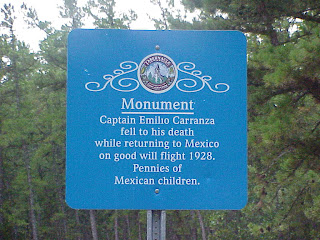 Monument
Captain Emilio Carranza
fell to his death
while returning to Mexico
on good will flight 1928.
Pennies of
Mexican children.